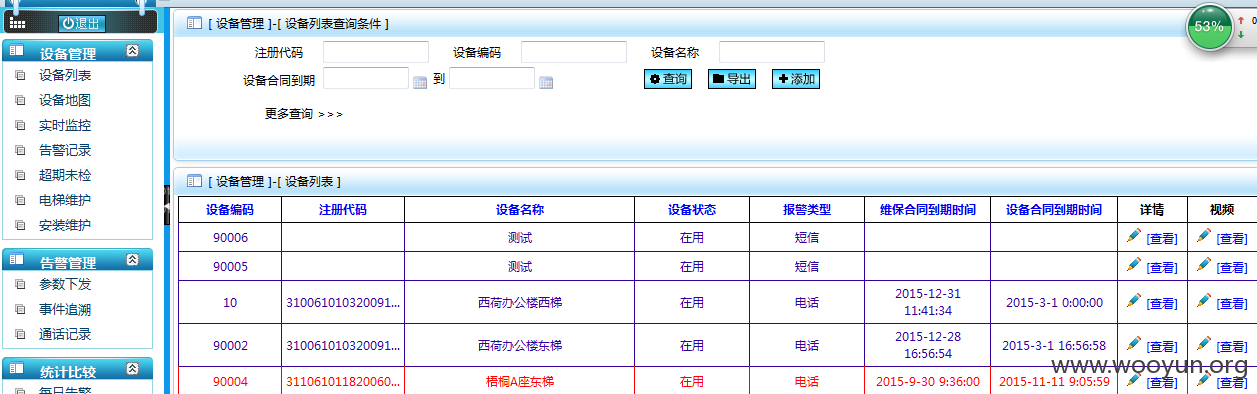 退出
设备管理
设备列表
设备地图
实时监控
告警记录
超期未检
电梯维护
安装维护
告警管理
参数下发
事件追溯
通话记录
统计比较
每日告警
[ 设备管理 ]-[ 设备列表查询条件 ]
53%
0
注册代码 设备编码 设备名称
设备合同到期 到 查询 导出 添加
更多查询 >>>
[ 设备管理 ]-[ 设备列表 ]
设备编码 注册代码 设备名称 设备状态 报警类型 维保合同到期时间 设备合同到期时间 详情 视频
90006 测试 在用 短信 [查看] [查看]
90005 测试 在用 短信 [查看] [查看]
10 310061010320091... 西荷办公楼西梯 在用 电话 2015-12-31 11:41:34 2015-3-1 0:00:00 [查看] [查看]
90002 310061010320091... 西荷办公楼东梯 在用 电话 2015-12-28 16:56:54 2015-3-1 16:56:58 [查看] [查看]
90004 311061011820060... 梧桐A座东梯 在用 电话 2015-9-30 9:36:00 2015-11-11 9:05:59 [查看] [查看]
www.wooyun.org